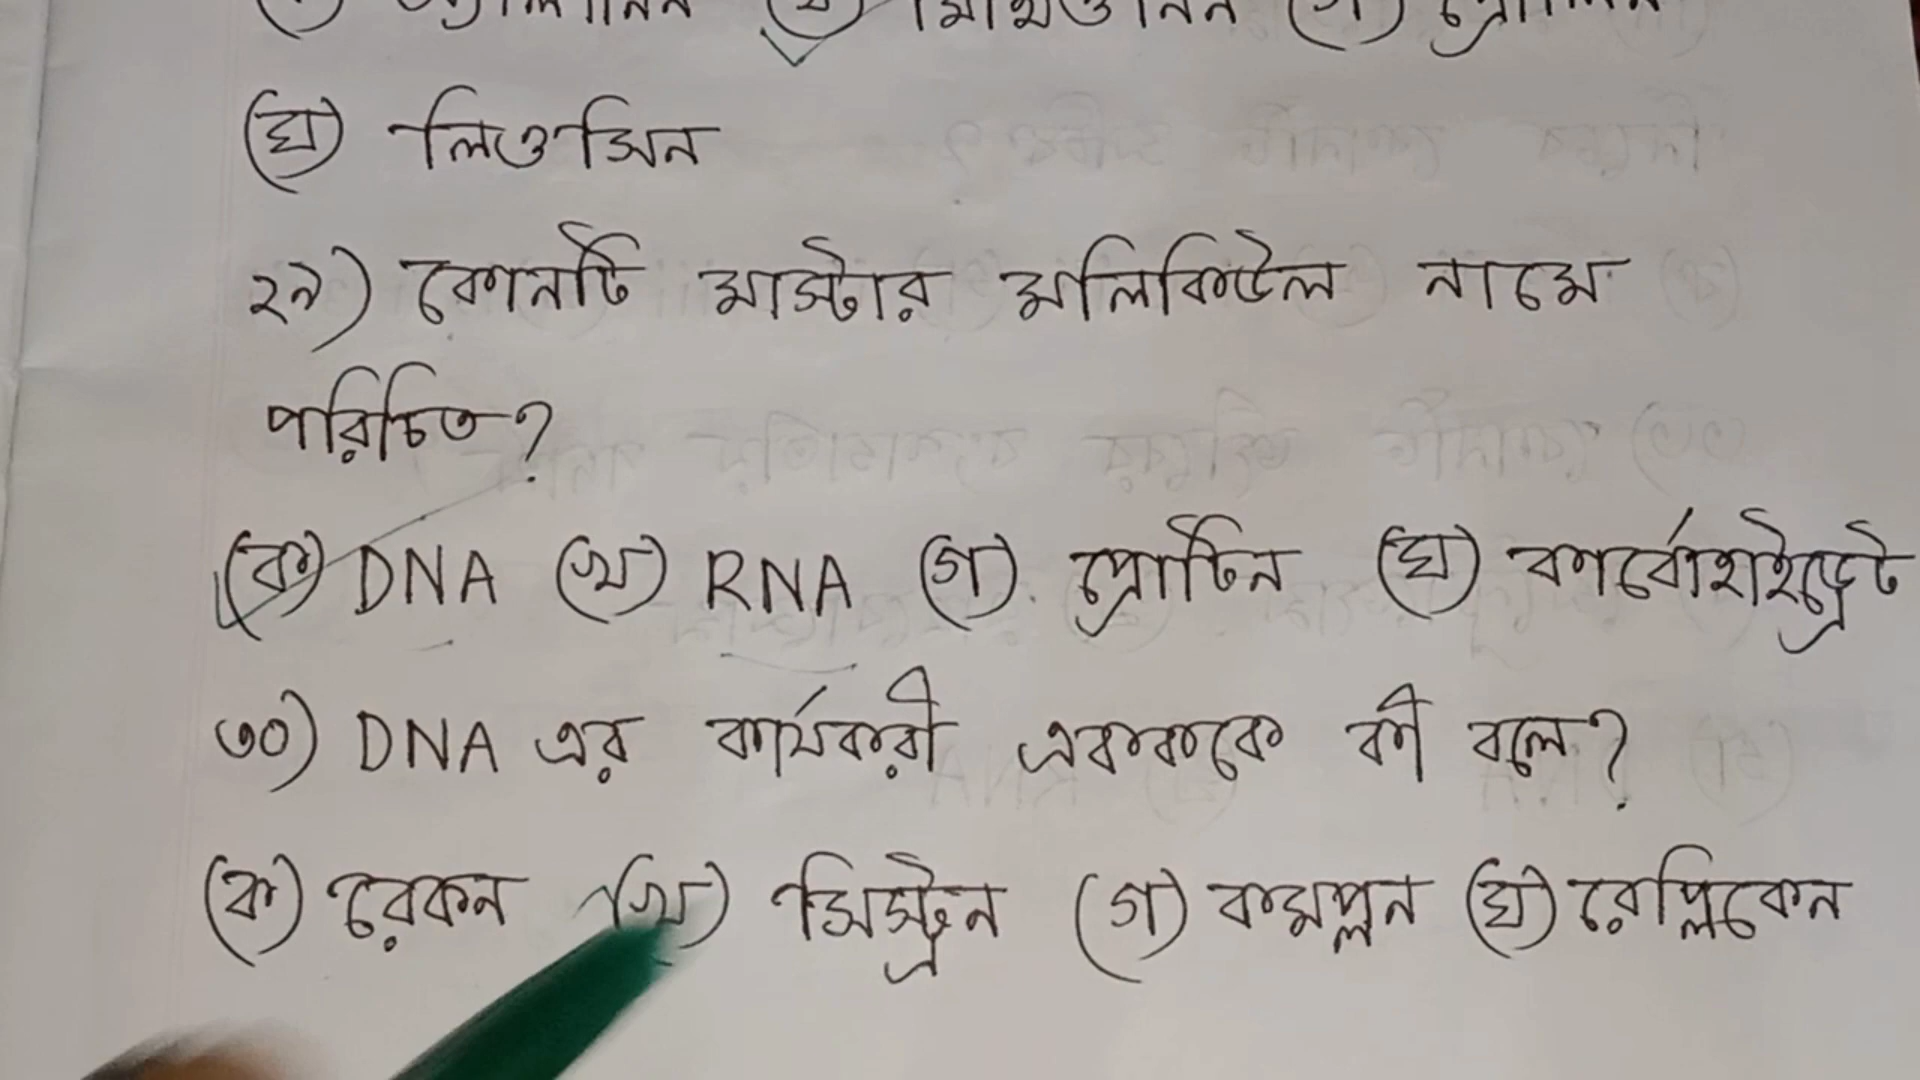 (খ) মিথিওনিন (গ) প্রোলিন
(ঘ) লিওসিন
২৯) কোনটি মাস্টার মলিকিউল নামে
পরিচিত?
(ক) DNA (খ) RNA (গ) প্রোটিন (ঘ) কার্বোহাইড্রেট
৩০) DNA এর কার্যকরী একককে কী বলে?
(ক) রেকন (খ) সিস্ট্রন (গ) কমপ্লন (ঘ) রেপ্লিকেন